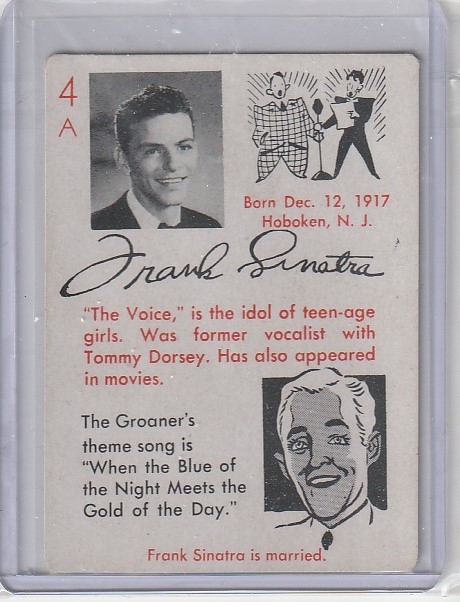 4
A
Born Dec. 12, 1917
Hoboken, N. J.
Frank Sinatra
"The Voice," is the idol of teen-age
girls. Was former vocalist with
Tommy Dorsey. Has also appeared
in movies.
The Groaner's
theme song is
"When the Blue of
the Night Meets the
Gold of the Day."
Frank Sinatra is married.